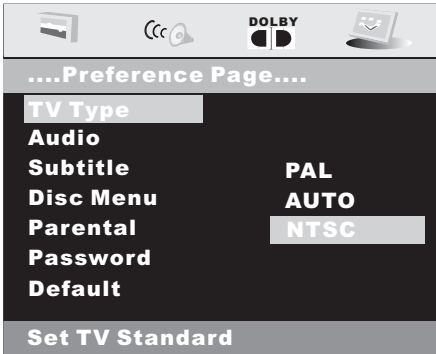 DOLBY
....Preference Page....
TV Type
Audio
Subtitle
PAL
Disc Menu
AUTO
Parental
NTSC
Password
Default
Set TV Standard